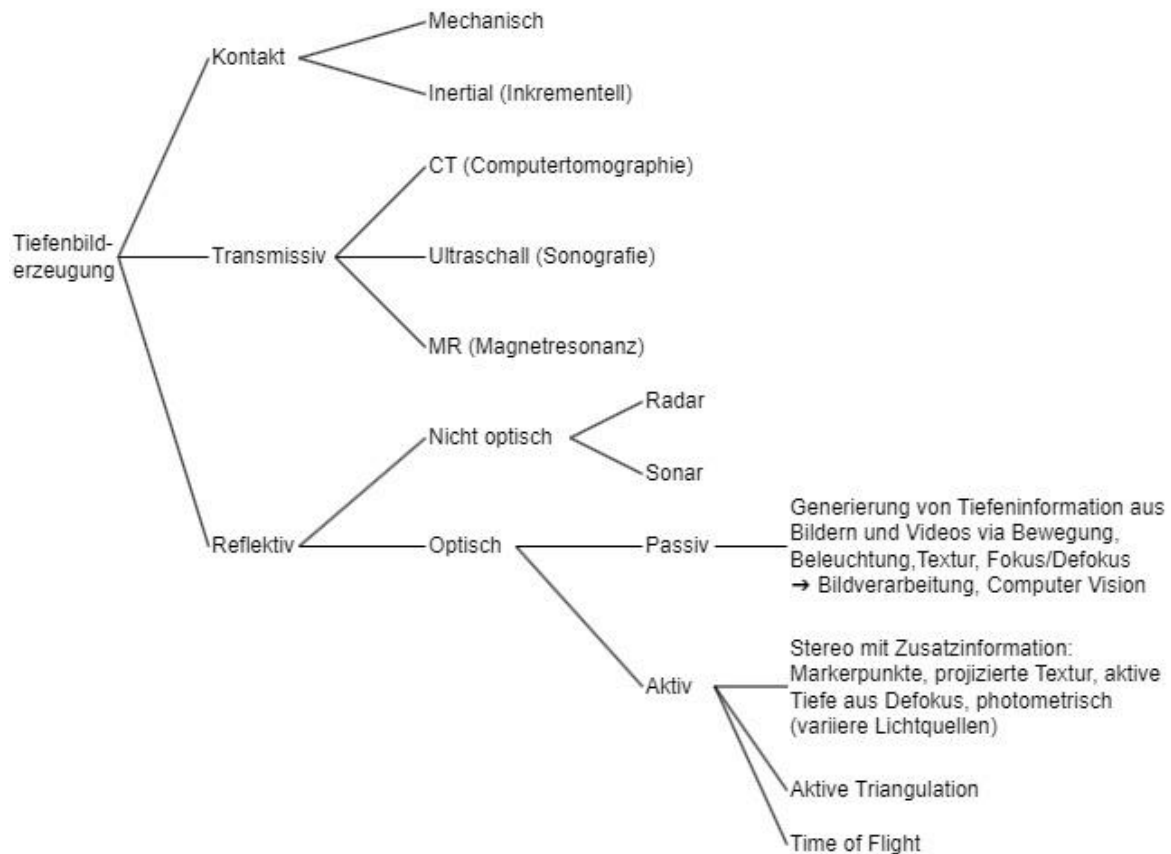 Mechanisch
Kontakt
Inertial (Inkrementell)
CT (Computertomographie)
Tiefenbild-
erzeugung
Transmissiv
Ultraschall (Sonografie)
MR (Magnetresonanz)
Radar
Nicht optisch
Sonar
Reflektiv
Optisch
Passiv
Generierung von Tiefeninformation aus
Bildern und Videos via Bewegung,
Beleuchtung,Textur, Fokus/Defokus
➔ Bildverarbeitung, Computer Vision
Aktiv
Stereo mit Zusatzinformation:
Markerpunkte, projizierte Textur, aktive
Tiefe aus Defokus, photometrisch
(variiere Lichtquellen)
Aktive Triangulation
Time of Flight